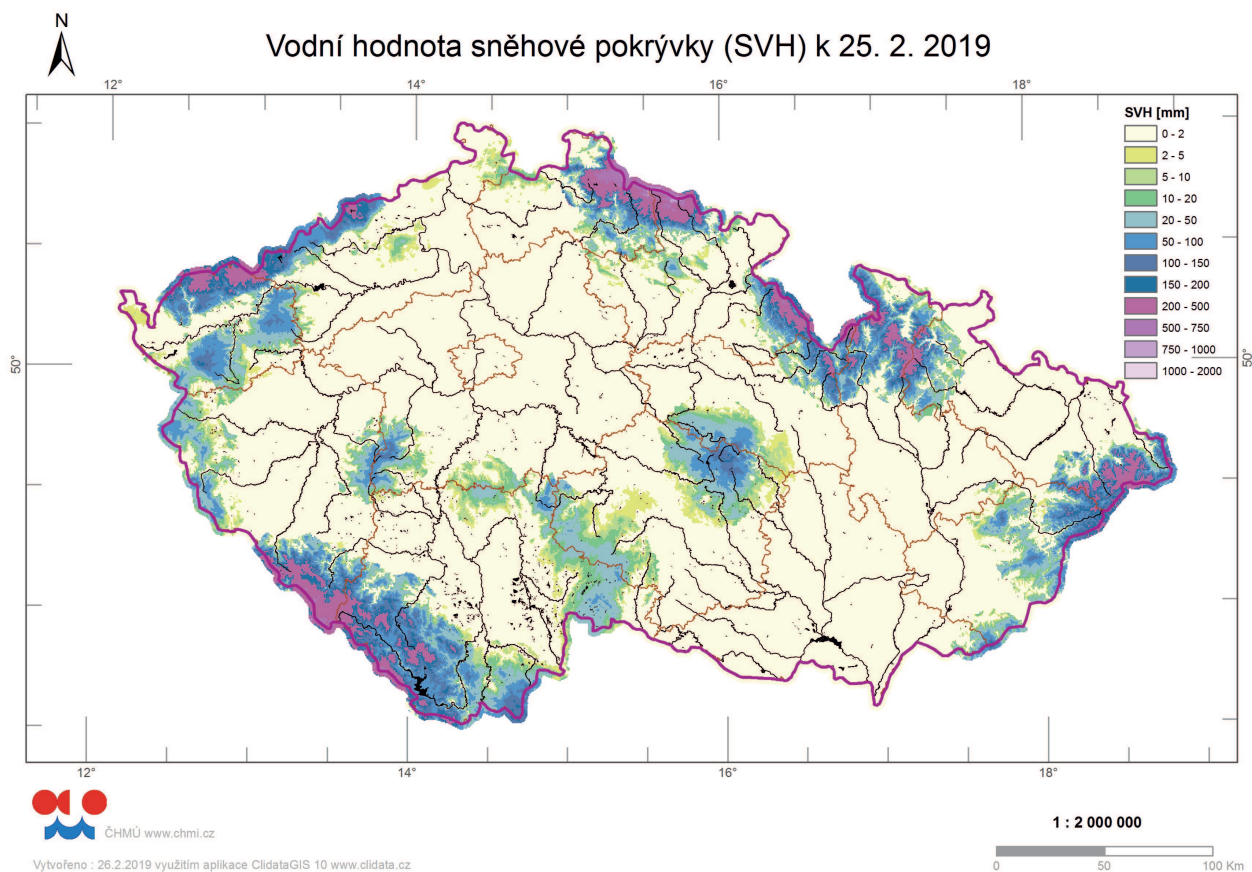 N
Vodní hodnota sněhové pokrývky (SVH) k 25. 2. 2019
12°
14°
16°
18°
SVH [mm]
0 - 2
2 - 5
5 - 10
10 - 20
20 - 50
50 - 100
100 - 150
150 - 200
200 - 500
500 - 750
750 - 1000
1000 - 2000
50°
50°
12°
14°
16°
18°
ČHMÚ www.chmi.cz
1 : 2 000 000
0 50 100 Km
Vytvořeno : 26.2.2019 využitím aplikace ClidataGIS 10 www.clidata.cz